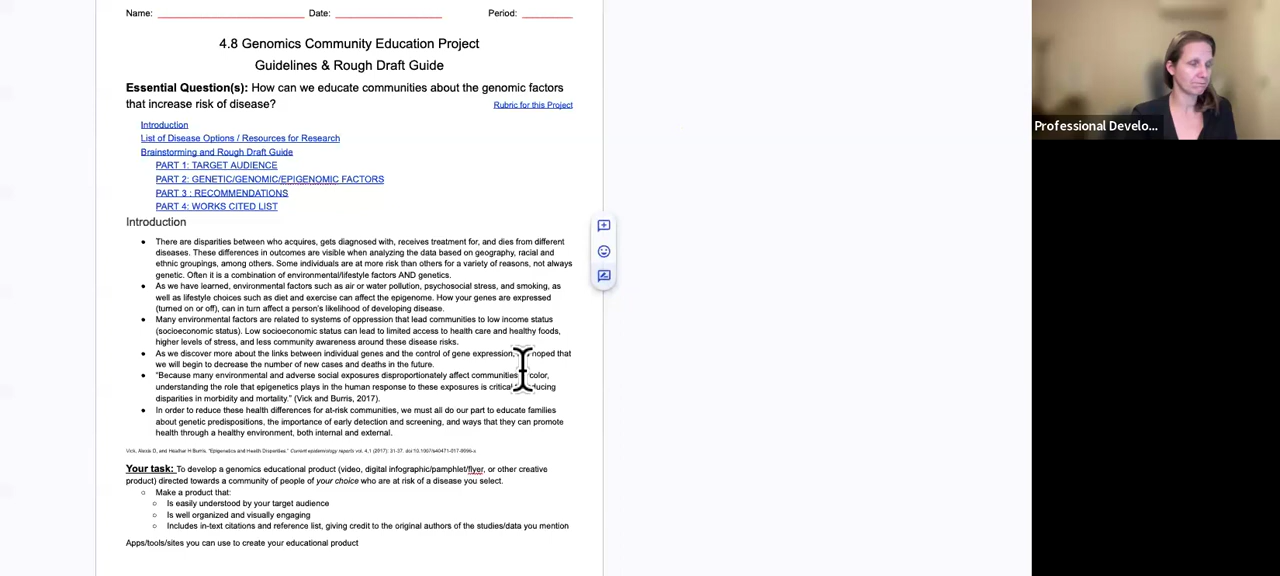 Name: Date: Period:
4.8 Genomics Community Education Project
Guidelines & Rough Draft Guide
Essential Question(s): How can we educate communities about the genomic factors
that increase risk of disease?
Rubric for this Project
Introduction
List of Disease Options / Resources for Research
Brainstorming and Rough Draft Guide
PART 1: TARGET AUDIENCE
PART 2: GENETIC/GENOMIC/EPIGENOMIC FACTORS
PART 3 : RECOMMENDATIONS
PART 4: WORKS CITED LIST
Introduction
There are disparities between who acquires, gets diagnosed with, receives treatment for, and dies from different
diseases. These differences in outcomes are visible when analyzing the data based on geography, racial and
ethnic groupings, among others. Some individuals are at more risk than others for a variety of reasons, not always
genetic. Often it is a combination of environmental/lifestyle factors AND genetics.
As we have learned, environmental factors such as air or water pollution, psychosocial stress, and smoking, as
well as lifestyle choices such as diet and exercise can affect the epigenome. How your genes are expressed
(turned on or off), can in turn affect a person's likelihood of developing disease.
Many environmental factors are related to systems of oppression that lead communities to low income status
(socioeconomic status). Low socioeconomic status can lead to limited access to health care and healthy foods,
higher levels of stress, and less community awareness around these disease risks.
As we discover more about the links between individual genes and the control of gene expression, hoped that
we will begin to decrease the number of new cases and deaths in the future.
"Because many environmental and adverse social exposures disproportionately affect communities color,
understanding the role that epigenetics plays in the human response to these exposures is critical
disparities in morbidity and mortality." (Vick and Burris, 2017).
In order to reduce these health differences for at-risk communities, we must all do our part to educate families
about genetic predispositions, the importance of early detection and screening, and ways that they can promote
health through a healthy environment, both internal and external.
Vick, Alexis D, and Heather H Burris. "Epigenetics and Health Disparities." Current epidemiology reports vol. 4,1 (2017): 31-37.
Your task: To develop a genomics educational product (video, digital infographic/pamphlet/flyer, or other creative
product) directed towards a community of people of your choice who are at risk of a disease you select.
Make a product that:
Is easily understood by your target audience
Is well organized and visually engaging
Includes in-text citations and reference list, giving credit to the original authors of the studies/data you mention
Apps/tools/sites you can use to create your educational product
Professional Develo...